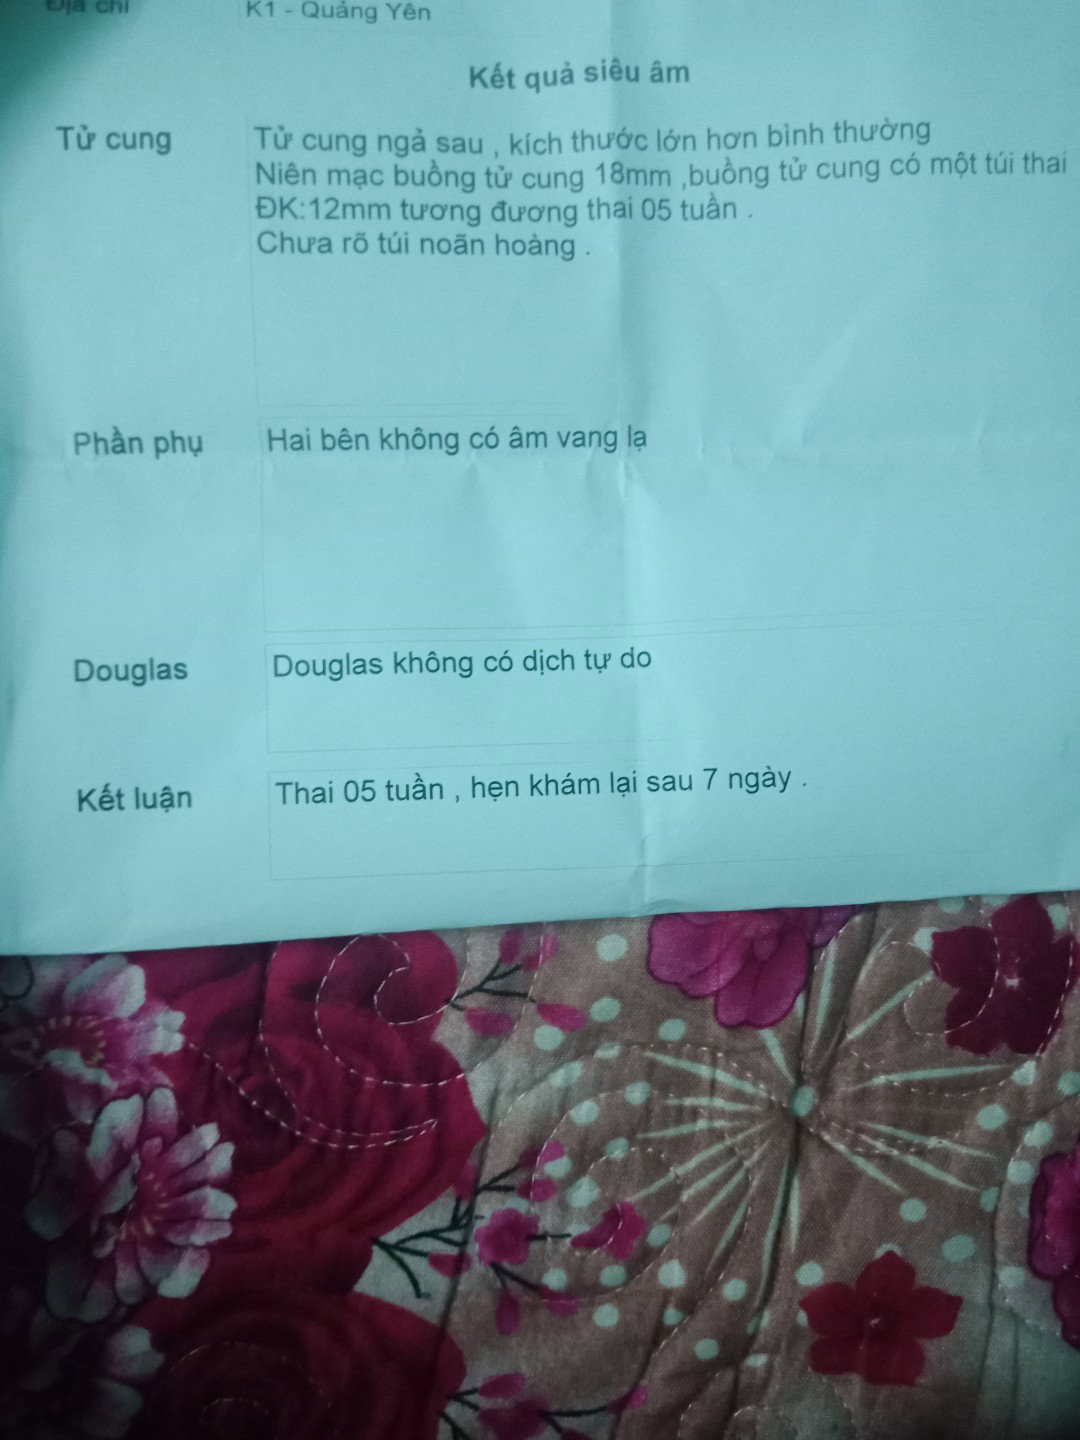 Địa chỉ K1 - Quảng Yên
Kết quả siêu âm
Tử cung Tử cung ngả sau , kích thước lớn hơn bình thường
Niên mạc buồng tử cung 18mm ,buồng tử cung có một túi thai
ĐK:12mm tương đương thai 05 tuần .
Chưa rõ túi noãn hoàng .
Phần phụ Hai bên không có âm vang lạ
Douglas Douglas không có dịch tự do
Kết luận Thai 05 tuần , hẹn khám lại sau 7 ngày .